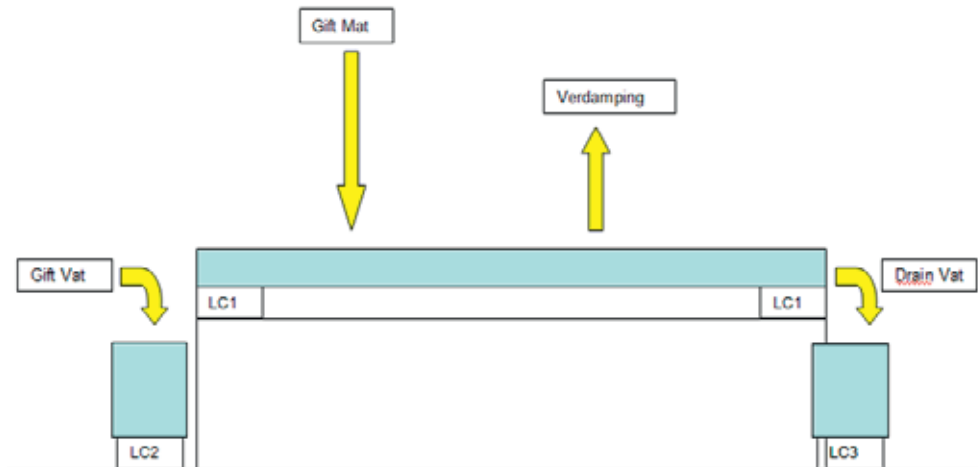 Gift Mat
Verdamping
Gift Vat
Drain Vat
LC1
LC1
LC2
LC3